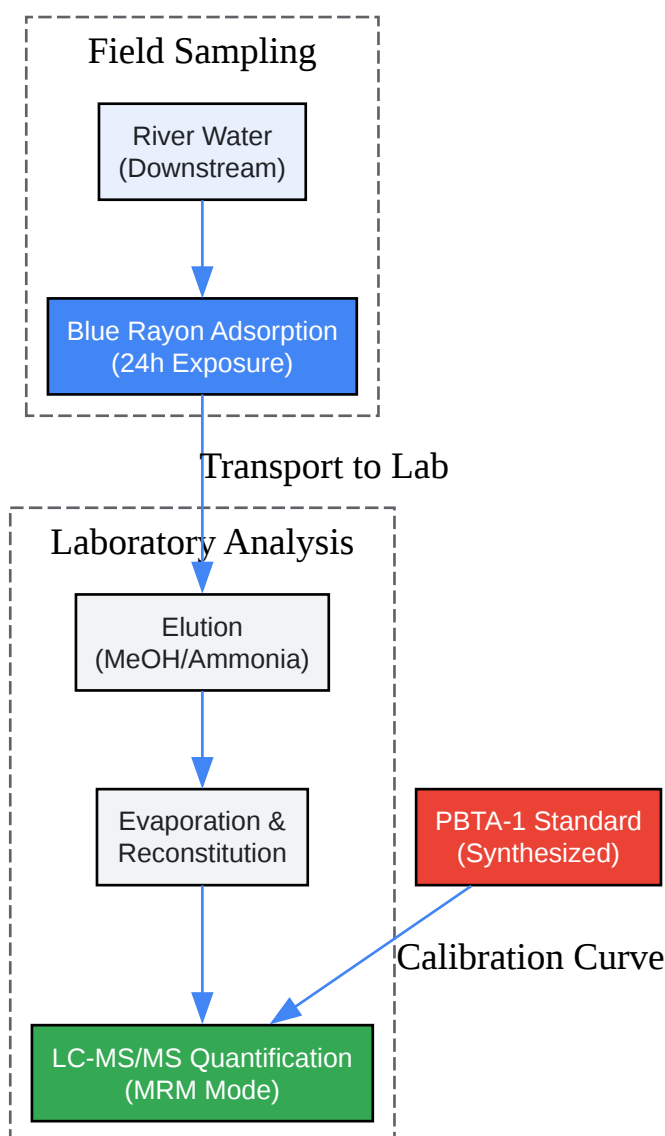 Field Sampling
River Water
(Downstream)
Blue Rayon Adsorption
(24h Exposure)
Transport to Lab
Laboratory Analysis
Elution
(MeOH/Ammonia)
Evaporation &
Reconstitution
PBTA-1 Standard
(Synthesized)
Calibration Curve
LC-MS/MS Quantification
(MRM Mode)